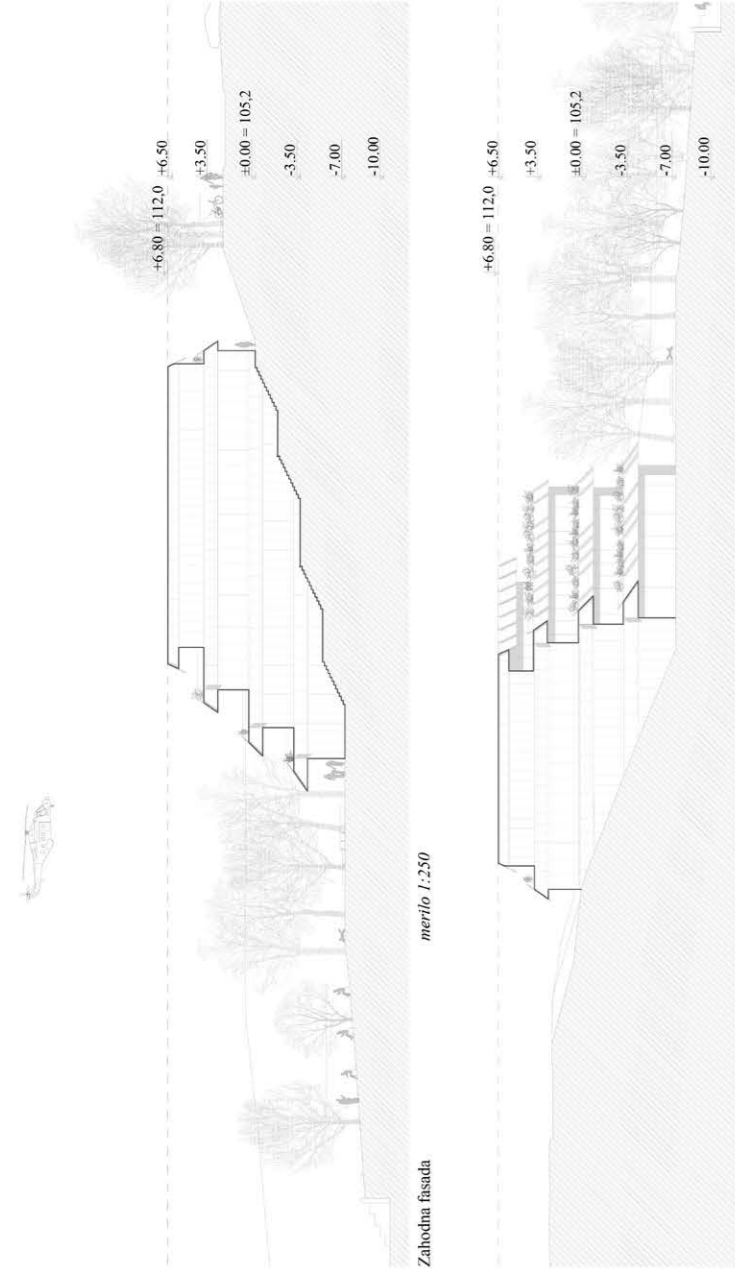 +6.80 = 112,0
+6.50
+3.50
±0.00 = 105,2
-3.50
-7.00
-10.00
Zahodna fasada
merilo 1:250
+6.80 = 112,0
+6.50
+3.50
±0.00 = 105,2
-3.50
-7.00
-10.00